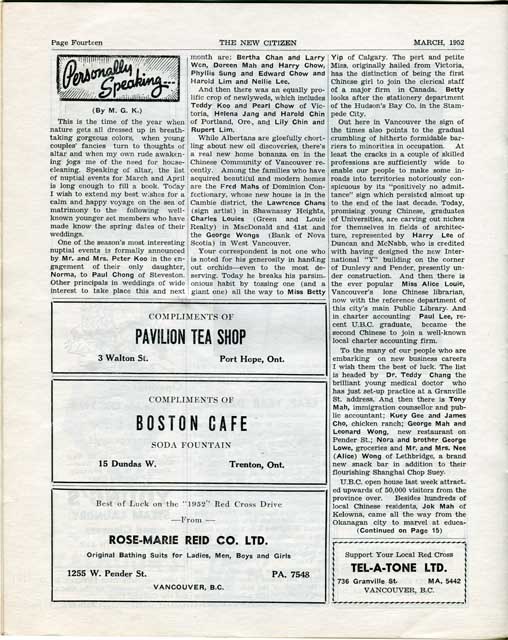 Page Fourteen
THE NEW CITIZEN
MARCH, 1952
Personally
Speaking...
(By M. G. K.)
This is the time of the year when
nature gets all dressed up in breath-
taking gorgeous colors, when young
couples' fancies turn to thoughts of
altar and when my own rude awaken-
ing jogs me of the need for house-
cleaning. Speaking of altar, the list
of nuptial events for March and April
is long enough to fill a book. Today
I wish to extend my best wishes for a
calm and happy voyage on the sea of
matrimony to the following well-
known younger set members who have
made know the spring dates of their
weddings.
One of the season's most interesting
nuptial events is formally announced
by Mr. and Mrs. Peter Koo in the en-
gagement of their only daughter,
Norma, to Paul Chong of Steveston.
Other principals in weddings of wide
interest to take place this and next
month are: Bertha Chan and Larry
Wen, Doreen Mah and Harry Chow,
Phyllis Sung and Edward Chow and
Harold Lim and Nellie Lee.
And then there was an equally pro-
lific crop of newlyweds, which includes
Teddy Koo and Pearl Chow of Vic-
toria, Helena Jang and Harold Chin
of Portland, Ore., and Lily Chin and
Rupert Lim.
While Albertans are gleefully chort-
ling about new oil discoveries, there's
a real new home bonanza on in the
Chinese Community of Vancouver re-
cently. Among the families who have
acquired beautiful and modern homes
are the Fred Mahs of Dominion Con-
fectionary, whose new house is in the
Cambie district, the Lawrence Chans
(sign artist) in Shawnassy Heights,
Charles Louies (Green and Louie
Realty) in MacDonald and 41st and
the George Wongs (Bank of Nova
Scotia) in West Vancouver.
Your correspondent is not one who
is noted for his generosity in handing
out orchids—even to the most de-
serving. Today he breaks his parsim-
onious habit by tossing one (and a
giant one) all the way to Miss Betty
Yip of Calgary. The pert and petite
Miss, originally hailed from Victoria,
has the distinction of being the first
Chinese girl to join the clerical staff
of a major firm in Canada. Betty
looks after the stationery department
of the Hudson's Bay Co. in the Stam-
pede City.
Out here in Vancouver the sign of
the times also points to the gradual
crumbling of hitherto formidable bar-
riers to minorities in occupation. At
least the cracks in a couple of skilled
professions are sufficiently wide to
enable our people to make some in-
roads into territories notoriously con-
spicuous by its "positively no admit-
tance" sign which persisted almost up
to the end of the last decade. Today,
promising young Chinese, graduates
of Universities, are carving out niches
for themselves in fields of architec-
ture, represented by Harry Lee of
Duncan and McNabb, who is credited
with having designed the new Inter-
national "Y" building on the corner
of Dunlevy and Pender, presently un-
der construction. And then there is
the ever popular Miss Alice Louie,
Vancouver's lone Chinese librarian,
now with the reference department of
this city's main Public Library. And
in charter accounting Paul Lee, re-
cent U.B.C. graduate, became the
second Chinese to join a well-known
local charter accounting firm.
To the many of our people who are
embarking on new business careers
I wish them the best of luck. The list
is headed by Dr. Teddy Chang the
brilliant young medical doctor who
has just set-up practice at a Granville
St. address. And then there is Tony
Mah, immigration counsellor and pub-
lic accountant; Kuey Gee and James
Cho, chicken ranch; George Mah and
Leonard Wong, new restaurant on
Pender St.; Nora and brother George
Lowe, groceries and Mr. and Mrs. Nee
(Alice) Wong of Lethbridge, a brand
new snack bar in addition to their
flourishing Shanghai Chop Suey.
U.B.C. open house last week attract-
ed upwards of 50,000 visitors from the
province over. Besides hundreds of
local Chinese residents, Jok Mah of
Kelowna, came all the way from the
Okanagan city to marvel at educa-
(Continued on Page 15)
COMPLIMENTS OF
PAVILION TEA SHOP
3 Walton St. Port Hope, Ont.
COMPLIMENTS OF
BOSTON CAFE
SODA FOUNTAIN
15 Dundas W. Trenton, Ont.
Best of Luck on the "1952" Red Cross Drive
—From—
ROSE-MARIE REID CO. LTD.
Original Bathing Suits for Ladies, Men, Boys and Girls
1255 W. Pender St. PA. 7548
VANCOUVER, B.C.
Support Your Local Red Cross
TEL-A-TONE LTD.
736 Granville St. MA. 5442
VANCOUVER, B.C.